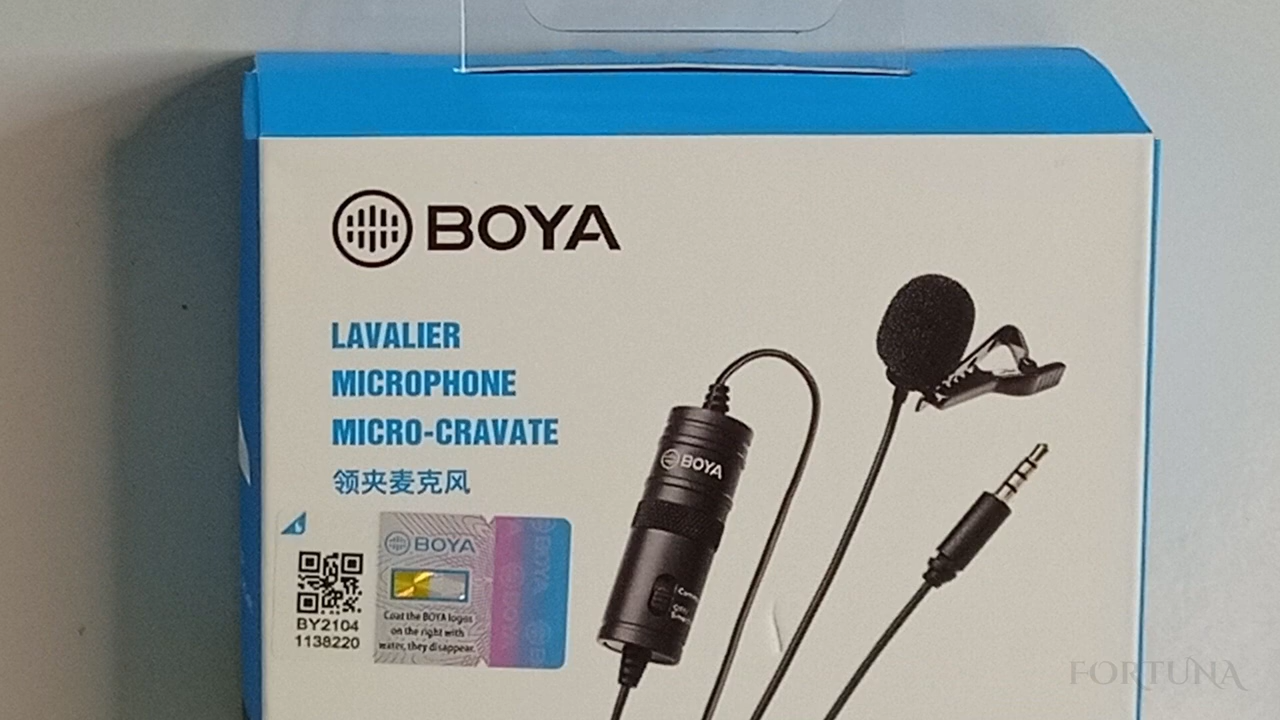 BOYA
LAVALIER
MICROPHONE
MICRO-CRAVATE
领夹麦克风
BOYA
BOYA
Coat the BOYA logos
on the right with
water, they disappear.
BY2104
1138220
FORTUNA